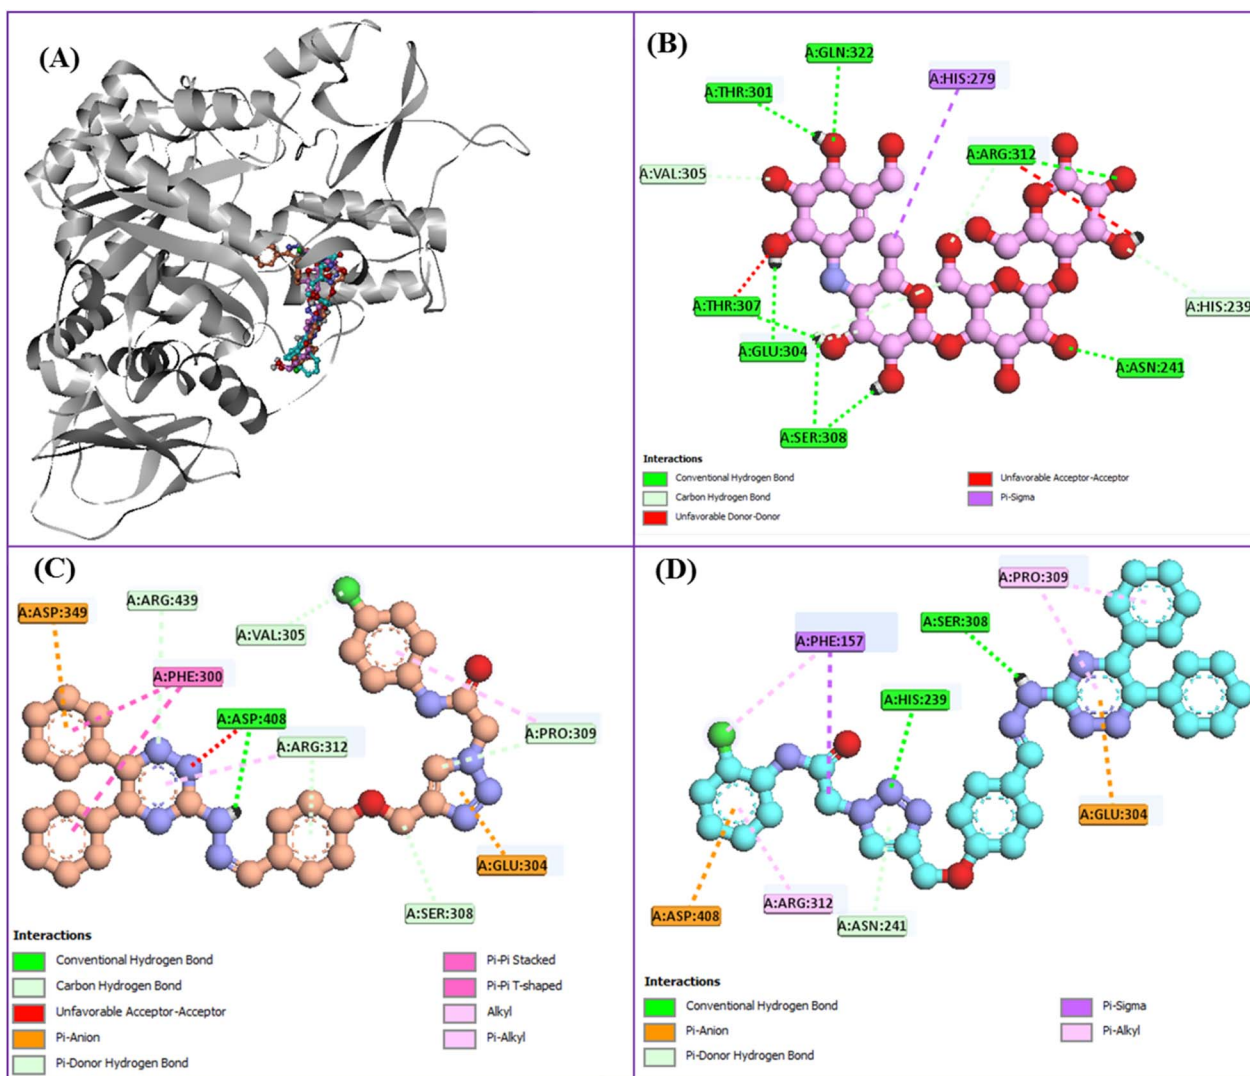 (A)
(B)
A:GLN:322
A:HIS:279
A:THR:301
A:ARG:312
A:VAL:305
A:THR:307
A:HIS:239
A:GLU:304
A:ASN:241
A:SER:308
Interactions
Conventional Hydrogen Bond
Carbon Hydrogen Bond
Unfavorable Donor-Donor
Unfavorable Acceptor-Acceptor
Pi-Sigma
(C)
A:ARG:439
A:ASP:349
A:VAL:305
A:PHE:300
A:ASP:408
A:ARG:312
A:PRO:309
A:GLU:304
A:SER:308
Interactions
Conventional Hydrogen Bond
Carbon Hydrogen Bond
Unfavorable Acceptor-Acceptor
Pi-Anion
Pi-Donor Hydrogen Bond
Pi-Pi Stacked
Pi-Pi T-shaped
Alkyl
Pi-Alkyl
(D)
A:PRO:309
A:SER:308
A:PHE:157
A:HIS:239
A:GLU:304
A:ARG:312
A:ASP:408
A:ASN:241
Interactions
Conventional Hydrogen Bond
Pi-Anion
Pi-Donor Hydrogen Bond
Pi-Sigma
Pi-Alkyl